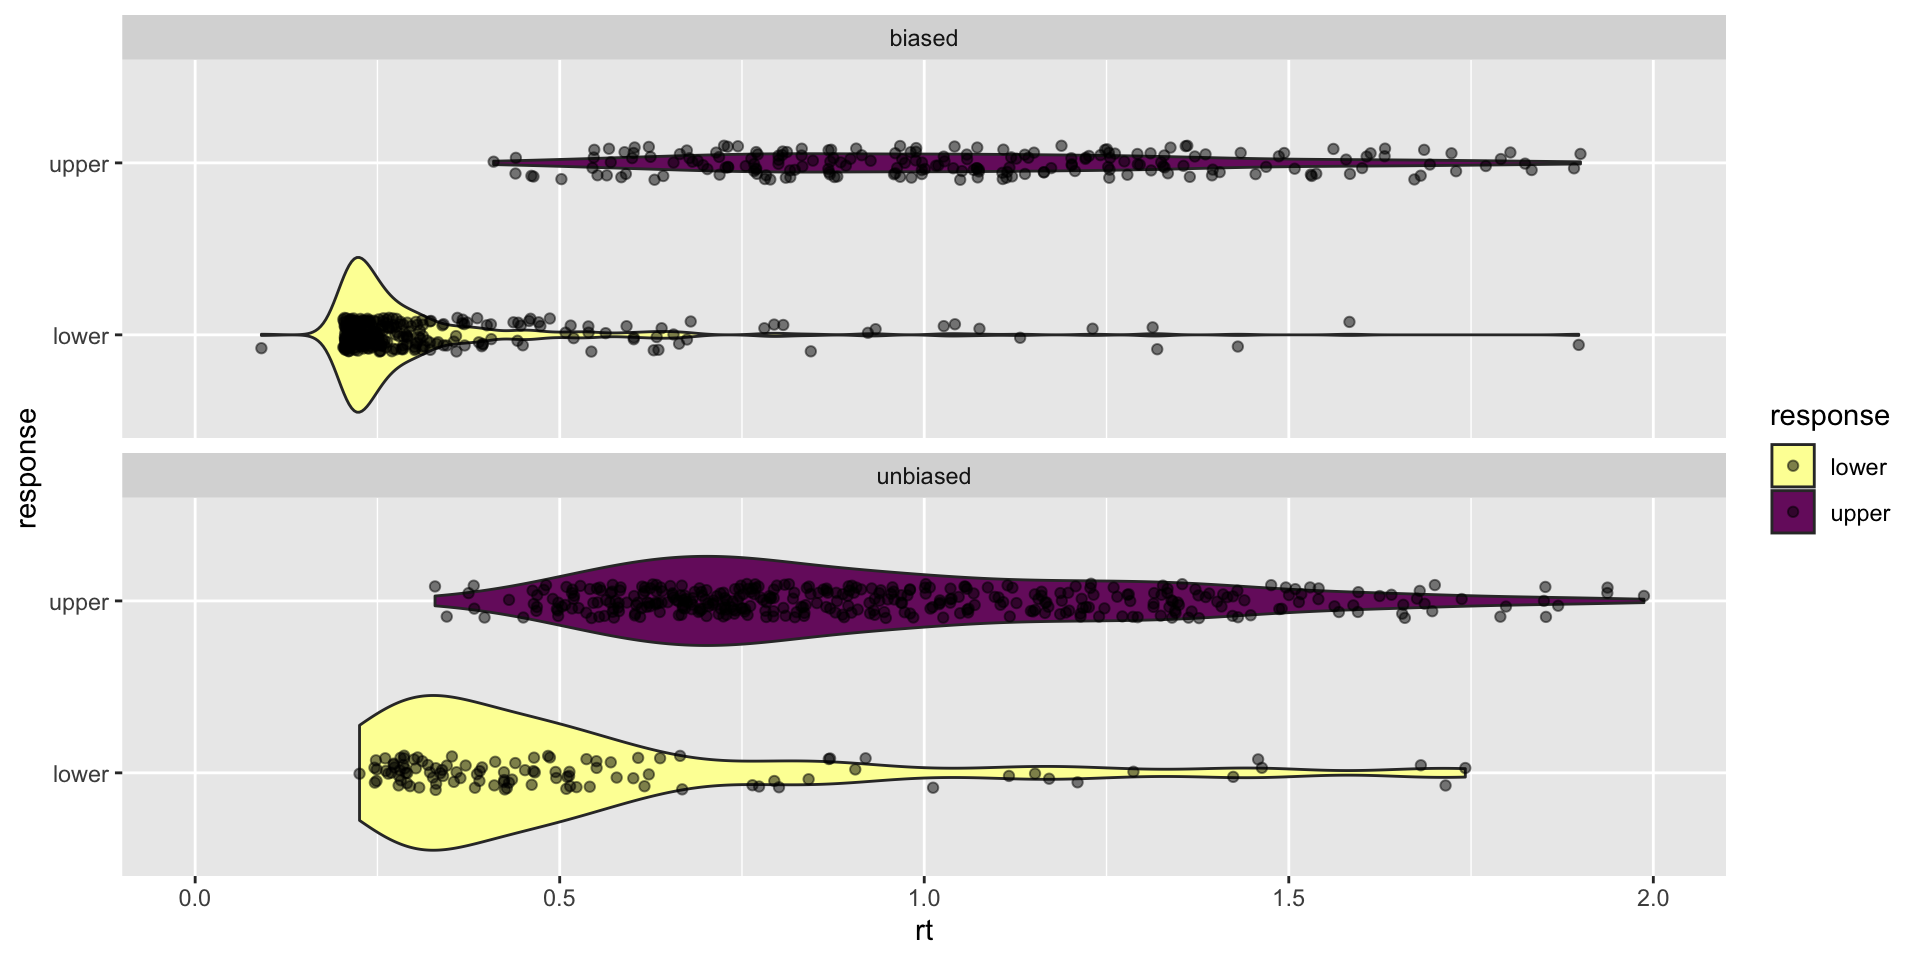 biased
upper
lower
unbiased
upper
lower
response
0.0 0.5 1.0 1.5 2.0
rt
response
lower
upper